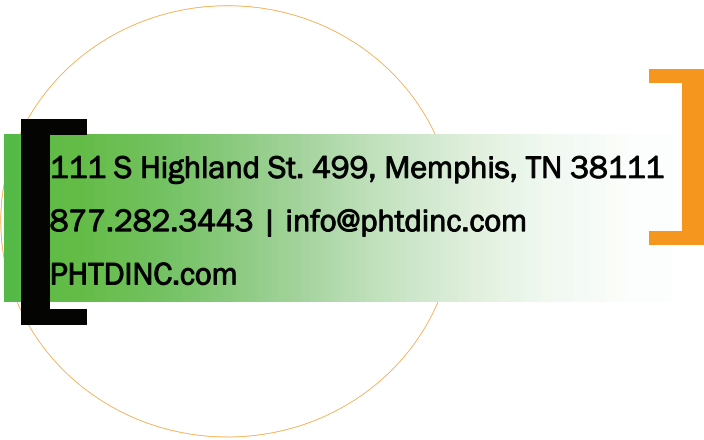 111 S Highland St. 499, Memphis, TN 38111
877.282.3443 | info@phtdinc.com
PHTDINC.com